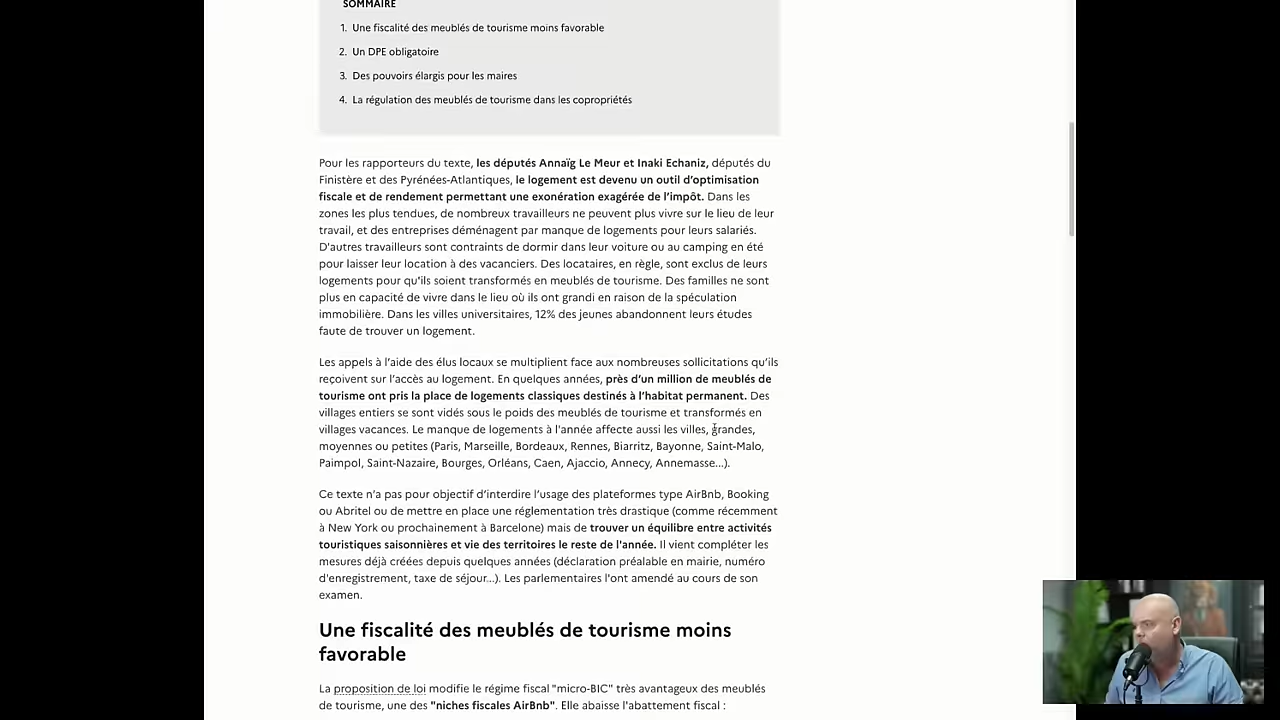 SOMMAIRE
1. Une fiscalité des meublés de tourisme moins favorable
2. Un DPE obligatoire
3. Des pouvoirs élargis pour les maires
4. La régulation des meublés de tourisme dans les copropriétés
Pour les rapporteurs du texte, les députés Annaïg Le Meur et Inaki Echaniz, députés du
Finistère et des Pyrénées-Atlantiques, le logement est devenu un outil d'optimisation
fiscale et de rendement permettant une exonération exagérée de l'impôt. Dans les
zones les plus tendues, de nombreux travailleurs ne peuvent plus vivre sur le lieu de leur
travail, et des entreprises déménagent par manque de logements pour leurs salariés.
D'autres travailleurs sont contraints de dormir dans leur voiture ou au camping en été
pour laisser leur location à des vacanciers. Des locataires, en règle, sont exclus de leurs
logements pour qu'ils soient transformés en meublés de tourisme. Des familles ne sont
plus en capacité de vivre dans le lieu où ils ont grandi en raison de la spéculation
immobilière. Dans les villes universitaires, 12% des jeunes abandonnent leurs études
faute de trouver un logement.
Les appels à l'aide des élus locaux se multiplient face aux nombreuses sollicitations qu'ils
reçoivent sur l'accès au logement. En quelques années, près d'un million de meublés de
tourisme ont pris la place de logements classiques destinés à l'habitat permanent. Des
villages entiers se sont vidés sous le poids des meublés de tourisme et transformés en
villages vacances. Le manque de logements à l'année affecte aussi les villes, grandes,
moyennes ou petites (Paris, Marseille, Bordeaux, Rennes, Biarritz, Bayonne, Saint-Malo,
Paimpol, Saint-Nazaire, Bourges, Orléans, Caen, Ajaccio, Annecy, Annemasse...).
Ce texte n'a pas pour objectif d'interdire l'usage des plateformes type AirBnb, Booking
ou Abritel ou de mettre en place une réglementation très drastique (comme récemment
à New York ou prochainement à Barcelone) mais de trouver un équilibre entre activités
touristiques saisonnières et vie des territoires le reste de l'année. Il vient compléter les
mesures déjà créées depuis quelques années (déclaration préalable en mairie, numéro
d'enregistrement, taxe de séjour...). Les parlementaires l'ont amendé au cours de son
examen.
Une fiscalité des meublés de tourisme moins
favorable
La proposition de loi modifie le régime fiscal "micro-BIC" très avantageux des meublés
de tourisme, une des "niches fiscales AirBnb". Elle abaisse l'abattement fiscal :